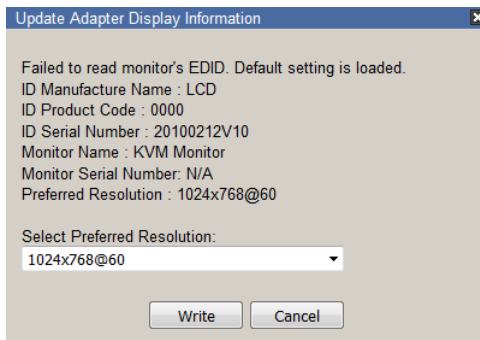 Update Adapter Display Information
Failed to read monitor's EDID. Default setting is loaded.
ID Manufacture Name : LCD
ID Product Code : 0000
ID Serial Number : 20100212V10
Monitor Name : KVM Monitor
Monitor Serial Number: N/A
Preferred Resolution : 1024x768@60
Select Preferred Resolution:
1024x768@60
Write Cancel